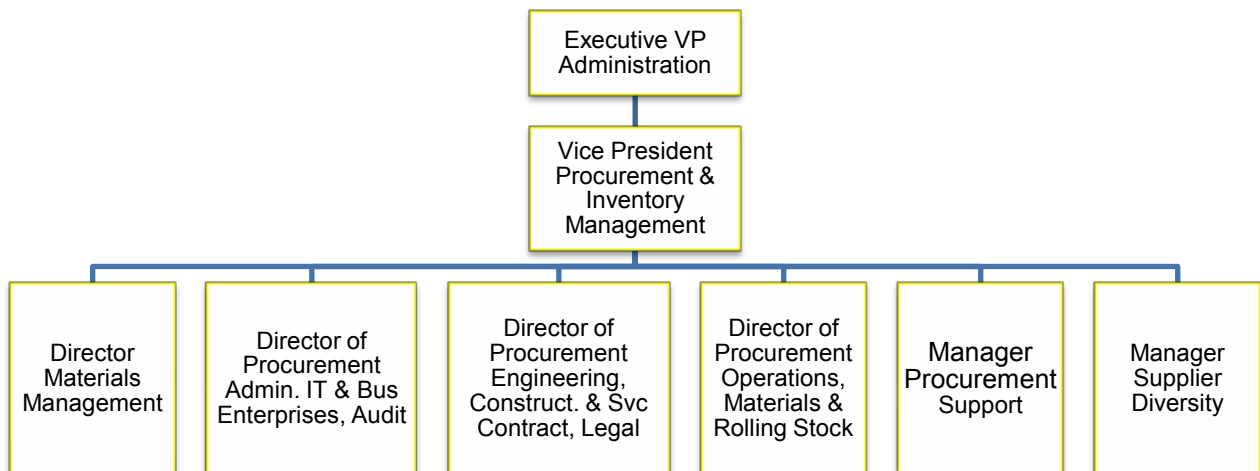 Executive VP
Administration
Vice President
Procurement &
Inventory
Management
Director
Materials
Management
Director of
Procurement
Admin. IT & Bus
Enterprises, Audit
Director of
Procurement
Engineering,
Construct. & Svc
Contract, Legal
Director of
Procurement
Operations,
Materials &
Rolling Stock
Manager
Procurement
Support
Manager
Supplier
Diversity